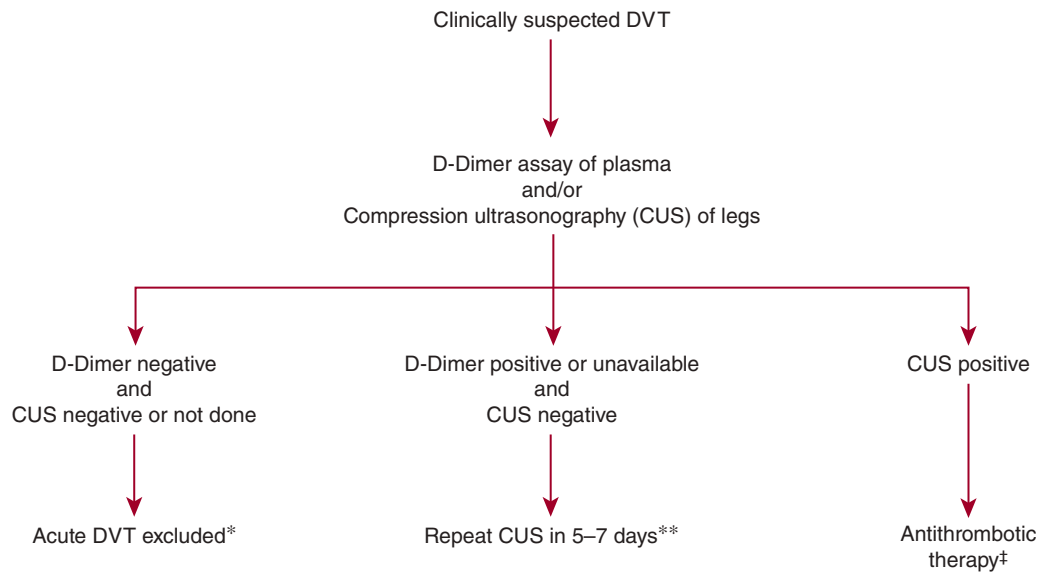 Clinically suspected DVT
D-Dimer assay of plasma
and/or
Compression ultrasonography (CUS) of legs
D-Dimer negative
and
CUS negative or not done
D-Dimer positive or unavailable
and
CUS negative
CUS positive
Acute DVT excluded*
Repeat CUS in 5–7 days**
Antithrombotic
therapy‡